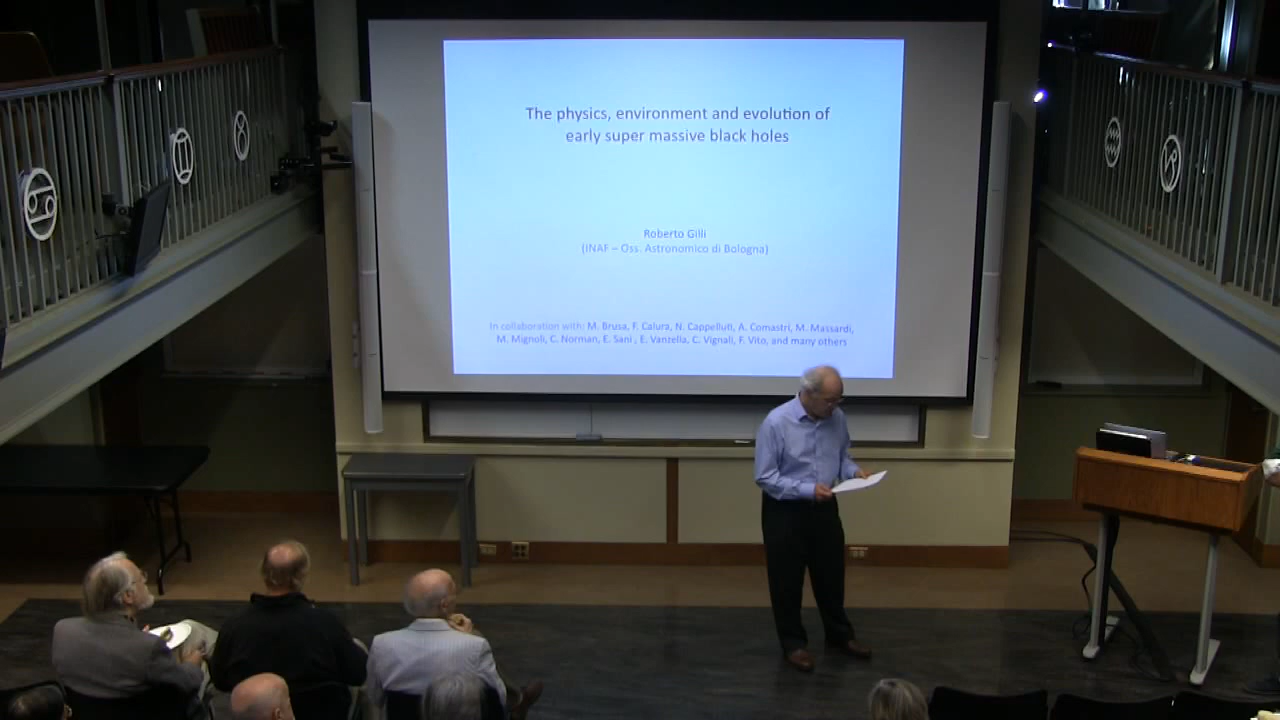 The physics, environment and evolution of
early super massive black holes
Roberto Gilli
(INAF – Oss. Astronomico di Bologna)
In collaboration with: M. Brusa, F. Calura, N. Cappelluti, A. Comastri, M. Massardi,
M. Mignoli, C. Norman, E. Sani , E. Vanzella, C. Vignali, F. Vito, and many others